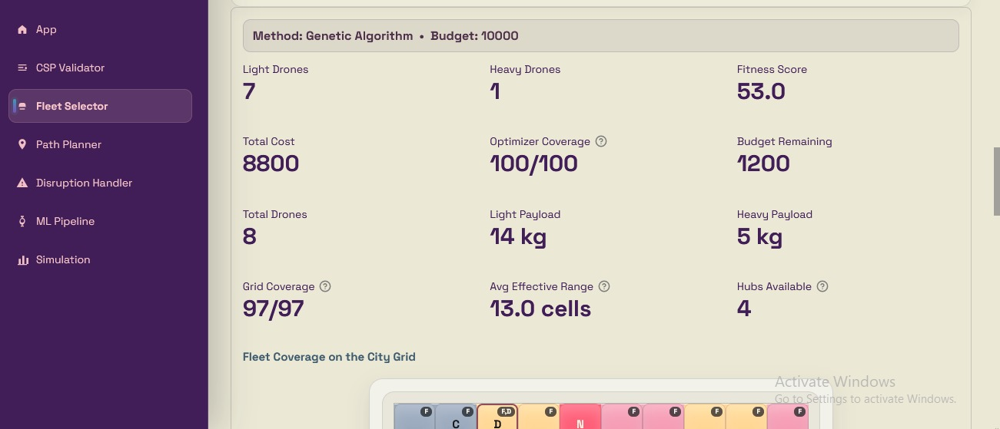 App
CSP Validator
Fleet Selector
Path Planner
Disruption Handler
ML Pipeline
Simulation
Method: Genetic Algorithm • Budget: 10000
Light Drones
7
Heavy Drones
1
Fitness Score
53.0
Total Cost
8800
Optimizer Coverage ?
100/100
Budget Remaining
1200
Total Drones
8
Light Payload
14 kg
Heavy Payload
5 kg
Grid Coverage ?
97/97
Avg Effective Range ?
13.0 cells
Hubs Available ?
4
Fleet Coverage on the City Grid
Activate Windows
Go to Settings to activate Windows.
F F F,D F F F F F F
C D N